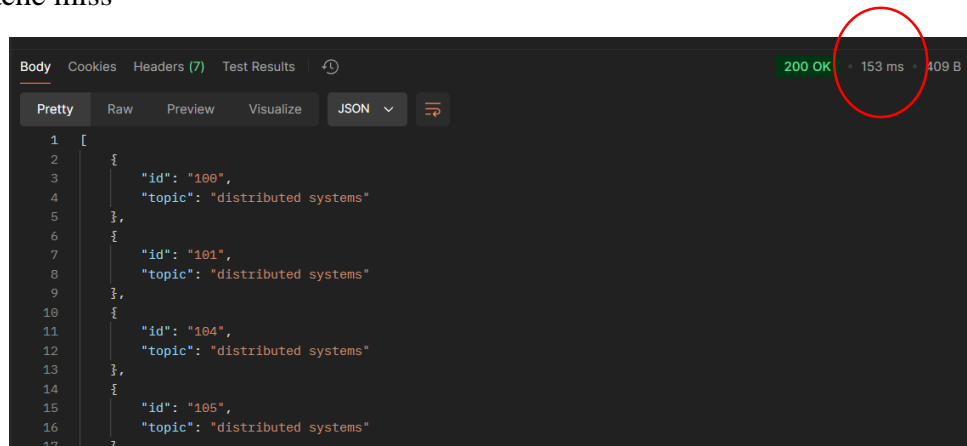 miss
Body Cookies Headers (7) Test Results 200 OK 153 ms 409 B
Pretty Raw Preview Visualize JSON
1 [
2 {
3 "id": "100",
4 "topic": "distributed systems"
5 },
6 {
7 "id": "101",
8 "topic": "distributed systems"
9 },
10 {
11 "id": "104",
12 "topic": "distributed systems"
13 },
14 {
15 "id": "105",
16 "topic": "distributed systems"
17 }